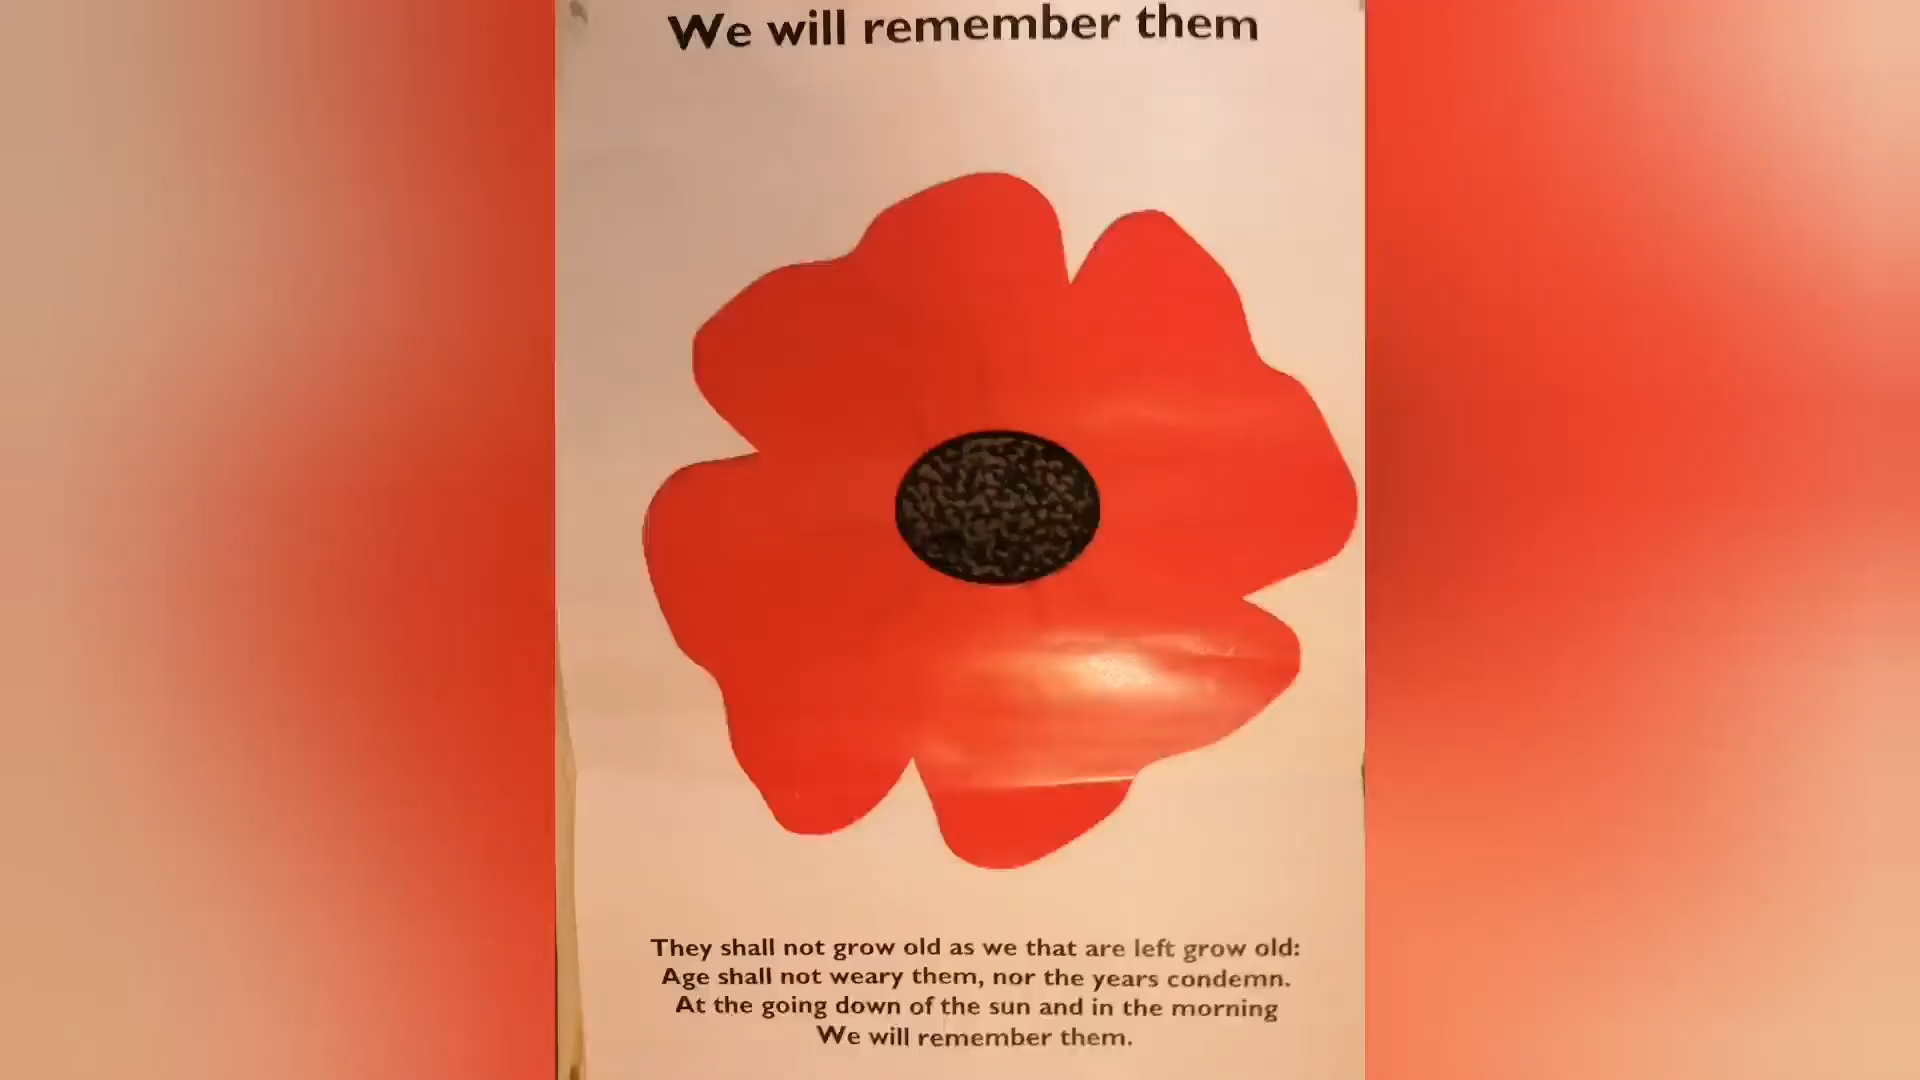 We will remember them
They shall not grow old as we that are left grow old:
Age shall not weary them, nor the years condemn.
At the going down of the sun and in the morning
We will remember them.